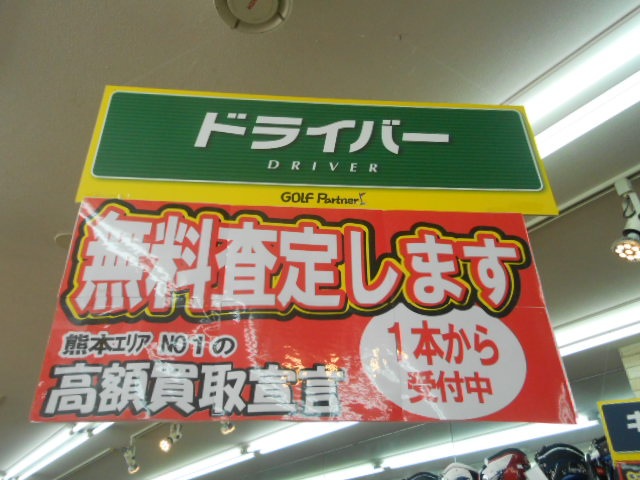 ドライバー
DRIVER
GOLF Partner
無料査定します
熊本エリア NO1の
高額買取宣言
1本から
受付中